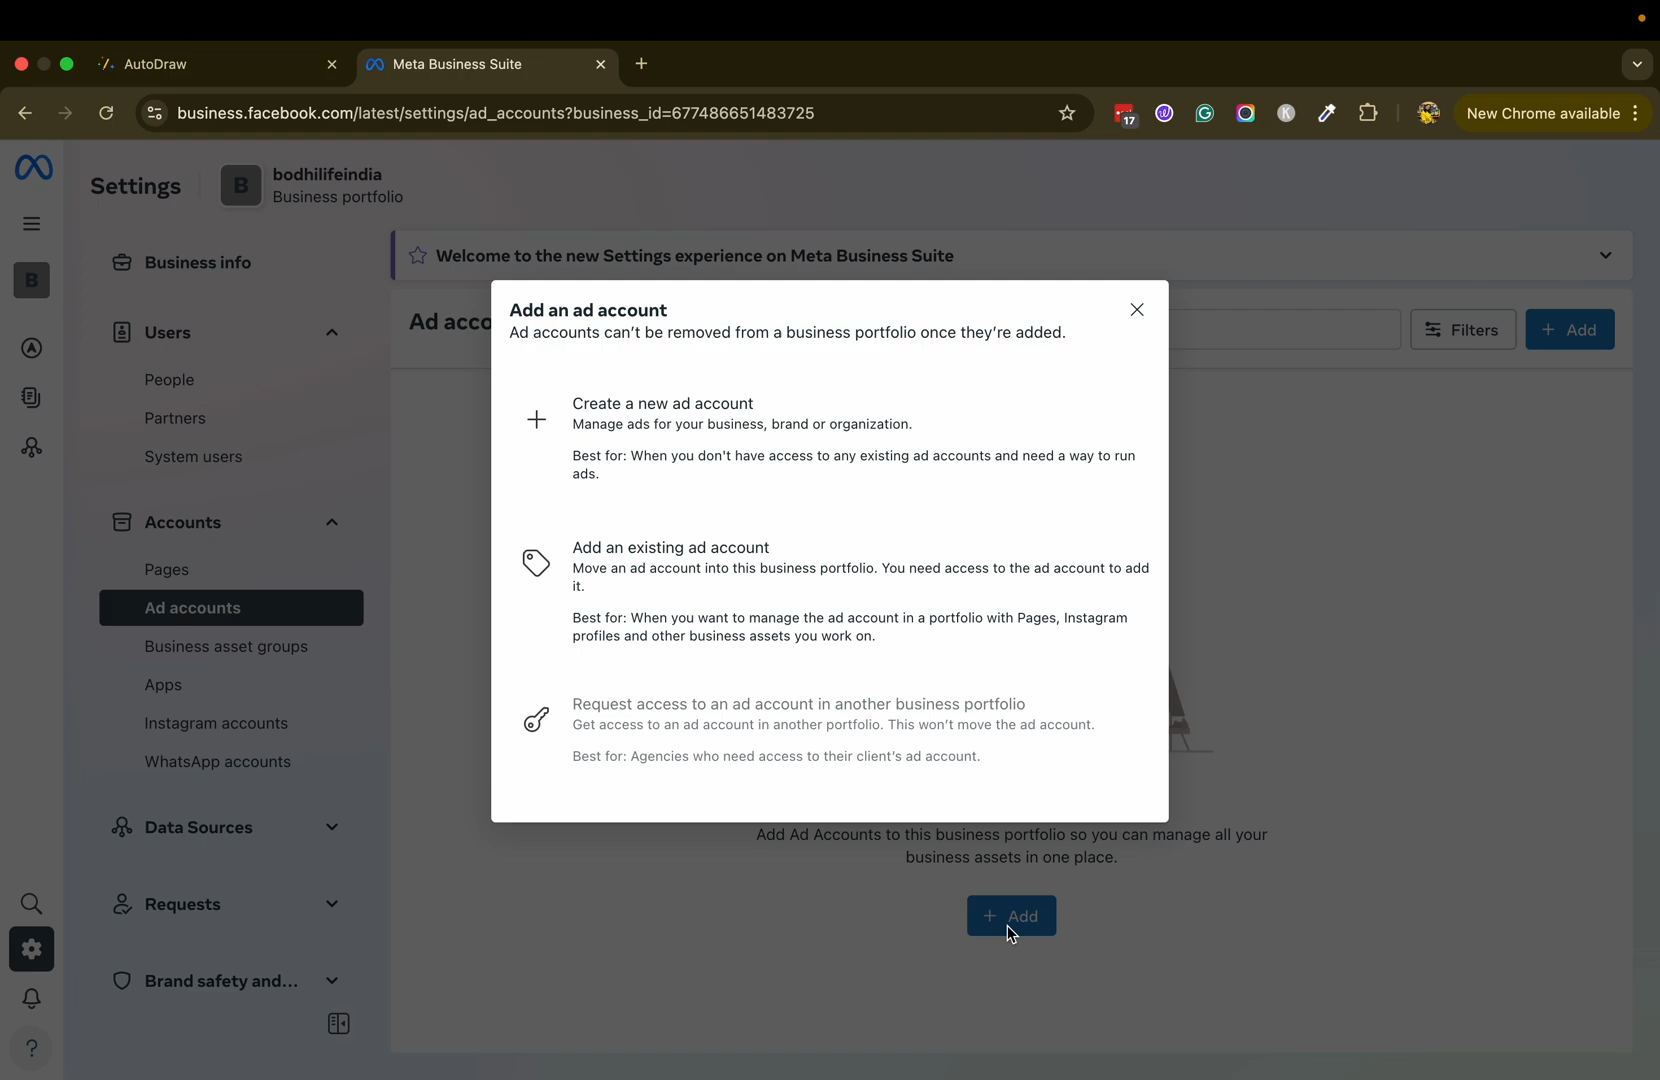 AutoDraw
Meta Business Suite
business.facebook.com/latest/settings/ad_accounts?business_id=677486651483725
17
K
New Chrome available
Settings
B
bodhilifeindia
Business portfolio
B
Business info
Welcome to the new Settings experience on Meta Business Suite
Users
People
Partners
System users
Accounts
Pages
Ad accounts
Business asset groups
Apps
Instagram accounts
WhatsApp accounts
Data Sources
Requests
Brand safety and...
?
Ad acco
Filters
+ Add
Add an ad account
Ad accounts can't be removed from a business portfolio once they're added.
Create a new ad account
Manage ads for your business, brand or organization.
Best for: When you don't have access to any existing ad accounts and need a way to run
ads.
Add an existing ad account
Move an ad account into this business portfolio. You need access to the ad account to add
it.
Best for: When you want to manage the ad account in a portfolio with Pages, Instagram
profiles and other business assets you work on.
Request access to an ad account in another business portfolio
Get access to an ad account in another portfolio. This won't move the ad account.
Best for: Agencies who need access to their client's ad account.
Add Ad Accounts to this business portfolio so you can manage all your
business assets in one place.
+ Add